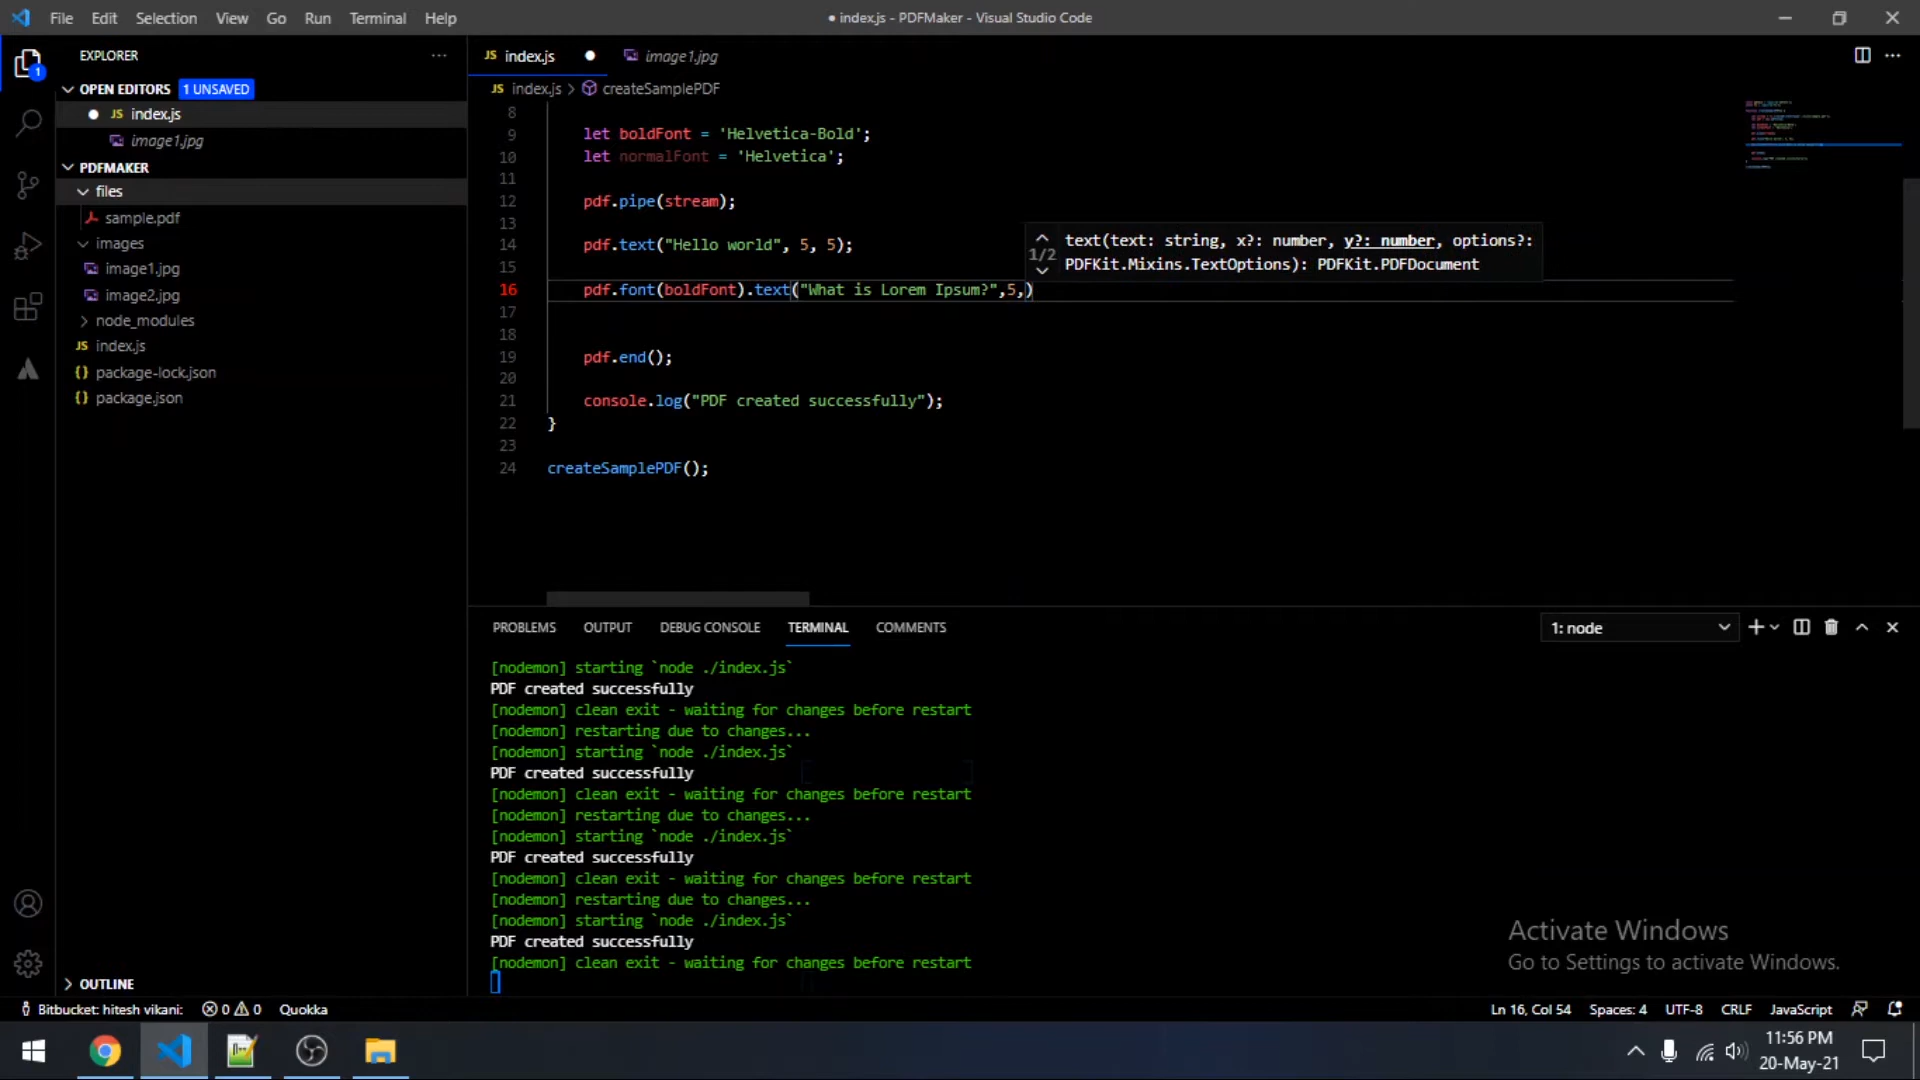 File Edit Selection View Go Run Terminal Help
● index.js - PDFMaker - Visual Studio Code
EXPLORER
OPEN EDITORS 1 UNSAVED
JS index.js
image1.jpg
PDFMAKER
files
sample.pdf
images
image1.jpg
image2.jpg
node_modules
JS index.js
{} package-lock.json
{} package.json
OUTLINE
1
JS index.js ● image1.jpg
JS index.js > createSamplePDF
8
9 let boldFont = 'Helvetica-Bold';
10 let normalFont = 'Helvetica';
11
12 pdf.pipe(stream);
13
14 pdf.text("Hello world", 5, 5);
15
16 pdf.font(boldFont).text("What is Lorem Ipsum?",5,)
17
18
19 pdf.end();
20
21 console.log("PDF created successfully");
22 }
23
24 createSamplePDF();
1/2
text(text: string, x?: number, y?: number, options?:
PDFKit.Mixins.TextOptions): PDFKit.PDFDocument
PROBLEMS OUTPUT DEBUG CONSOLE TERMINAL COMMENTS
1: node
[nodemon] starting `node ./index.js`
PDF created successfully
[nodemon] clean exit - waiting for changes before restart
[nodemon] restarting due to changes...
[nodemon] starting `node ./index.js`
PDF created successfully
[nodemon] clean exit - waiting for changes before restart
[nodemon] restarting due to changes...
[nodemon] starting `node ./index.js`
PDF created successfully
[nodemon] clean exit - waiting for changes before restart
[nodemon] restarting due to changes...
[nodemon] starting `node ./index.js`
PDF created successfully
[nodemon] clean exit - waiting for changes before restart
Activate Windows
Go to Settings to activate Windows.
Bitbucket: hitesh vikani: 0 0 Quokka
Ln 16, Col 54 Spaces: 4 UTF-8 CRLF JavaScript
11:56 PM
20-May-21